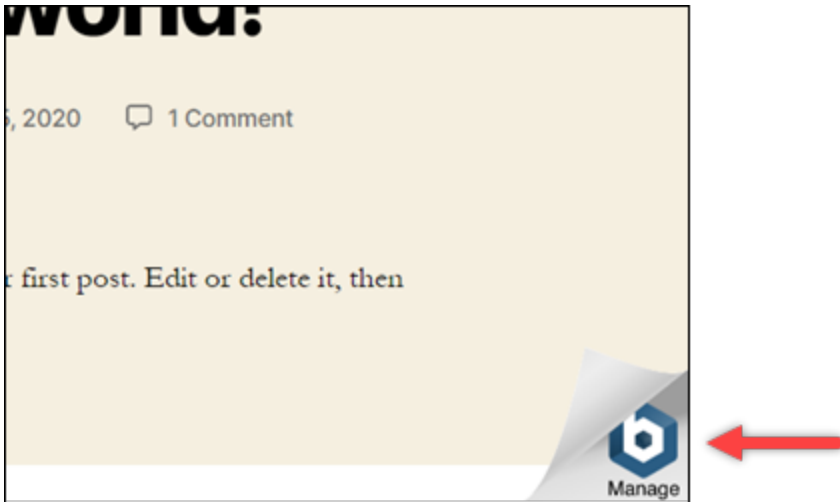 world!
, 2020 1 Comment
r first post. Edit or delete it, then
Manage